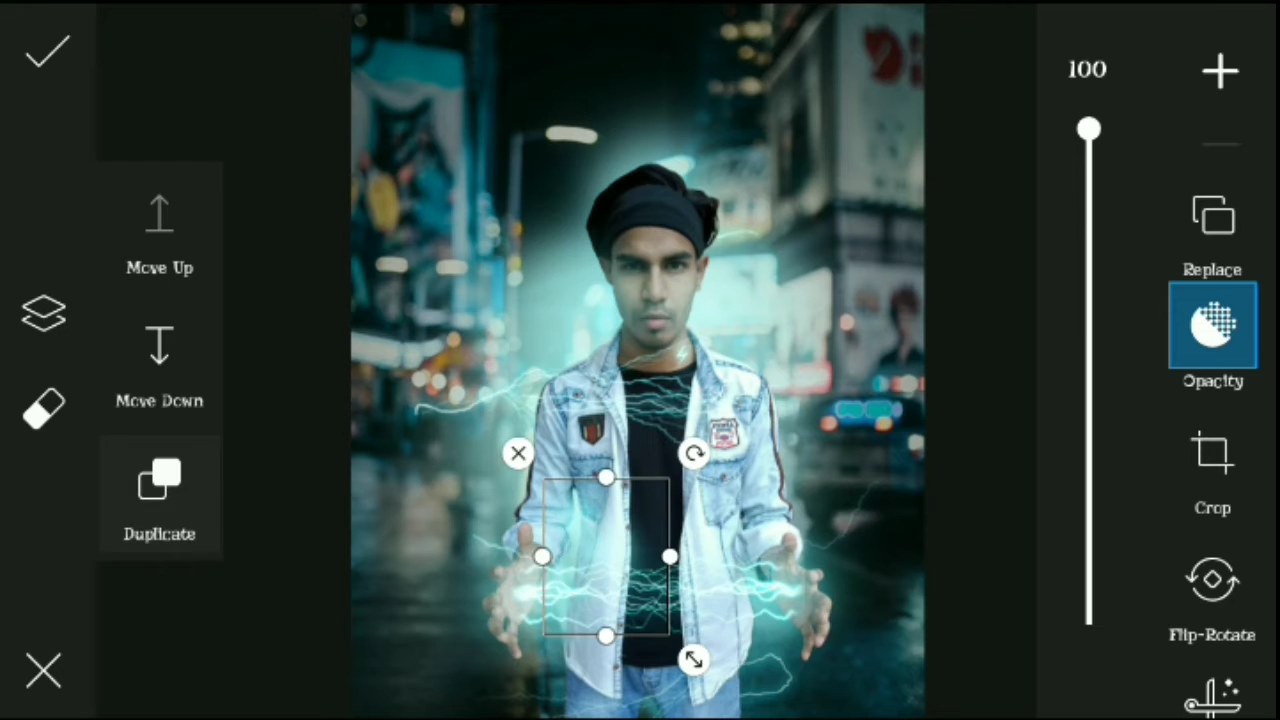 Move Up
Move Down
Duplicate
100
Replace
Opacity
Crop
Flip-Rotate